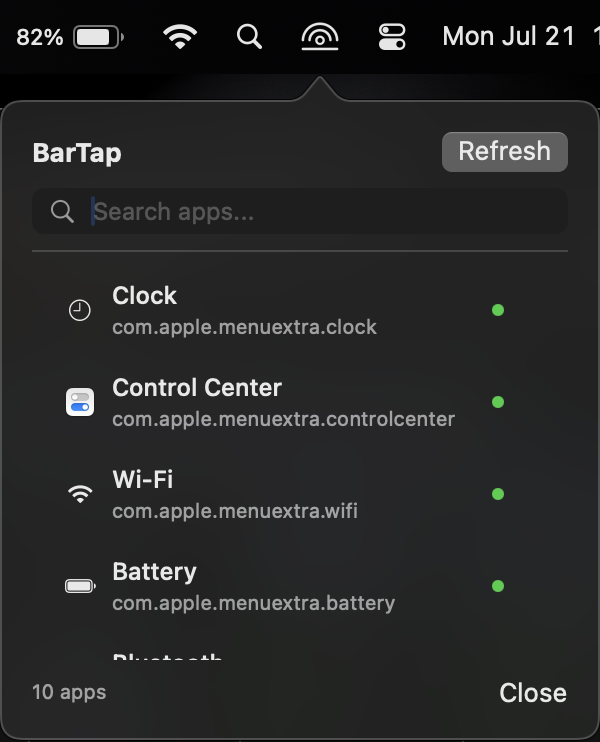 82% Mon Jul 21
BarTap
Refresh
Search apps...
Clock
com.apple.menuextra.clock
Control Center
com.apple.menuextra.controlcenter
Wi-Fi
com.apple.menuextra.wifi
Battery
com.apple.menuextra.battery
Bluetooth
10 apps
Close